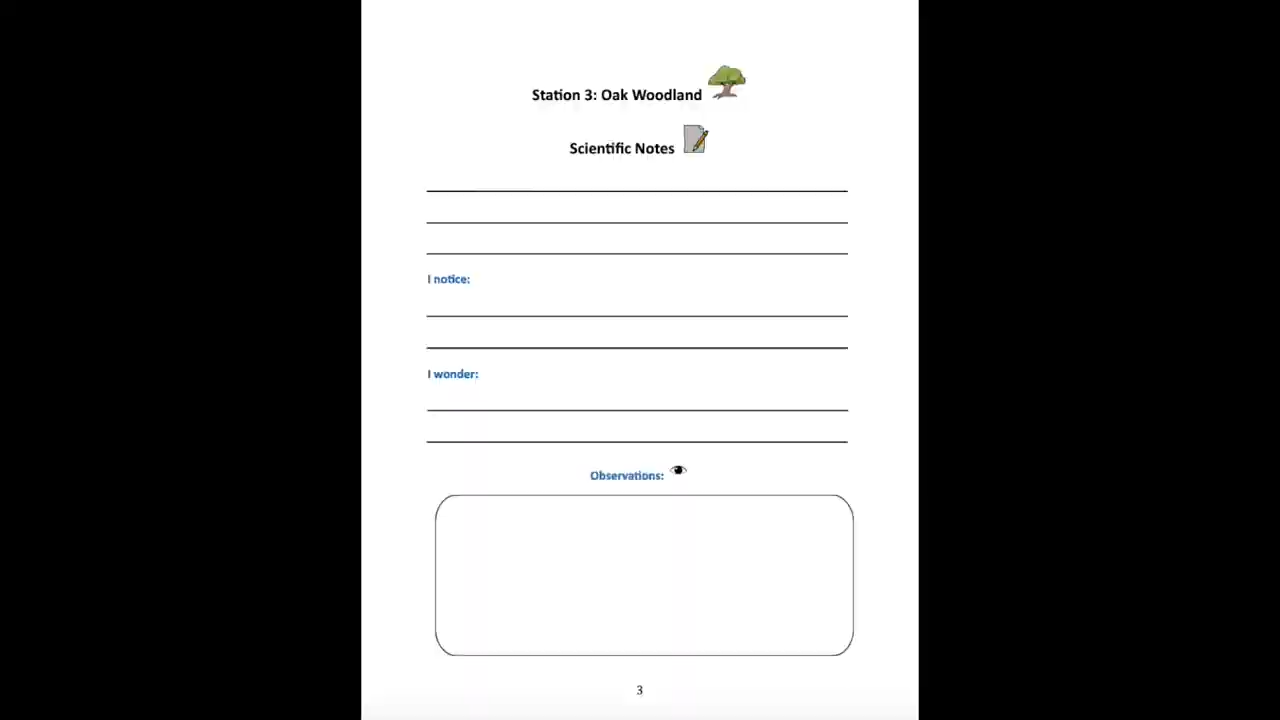 Station 3: Oak Woodland
Scientific Notes
I notice:
I wonder:
Observations:
3